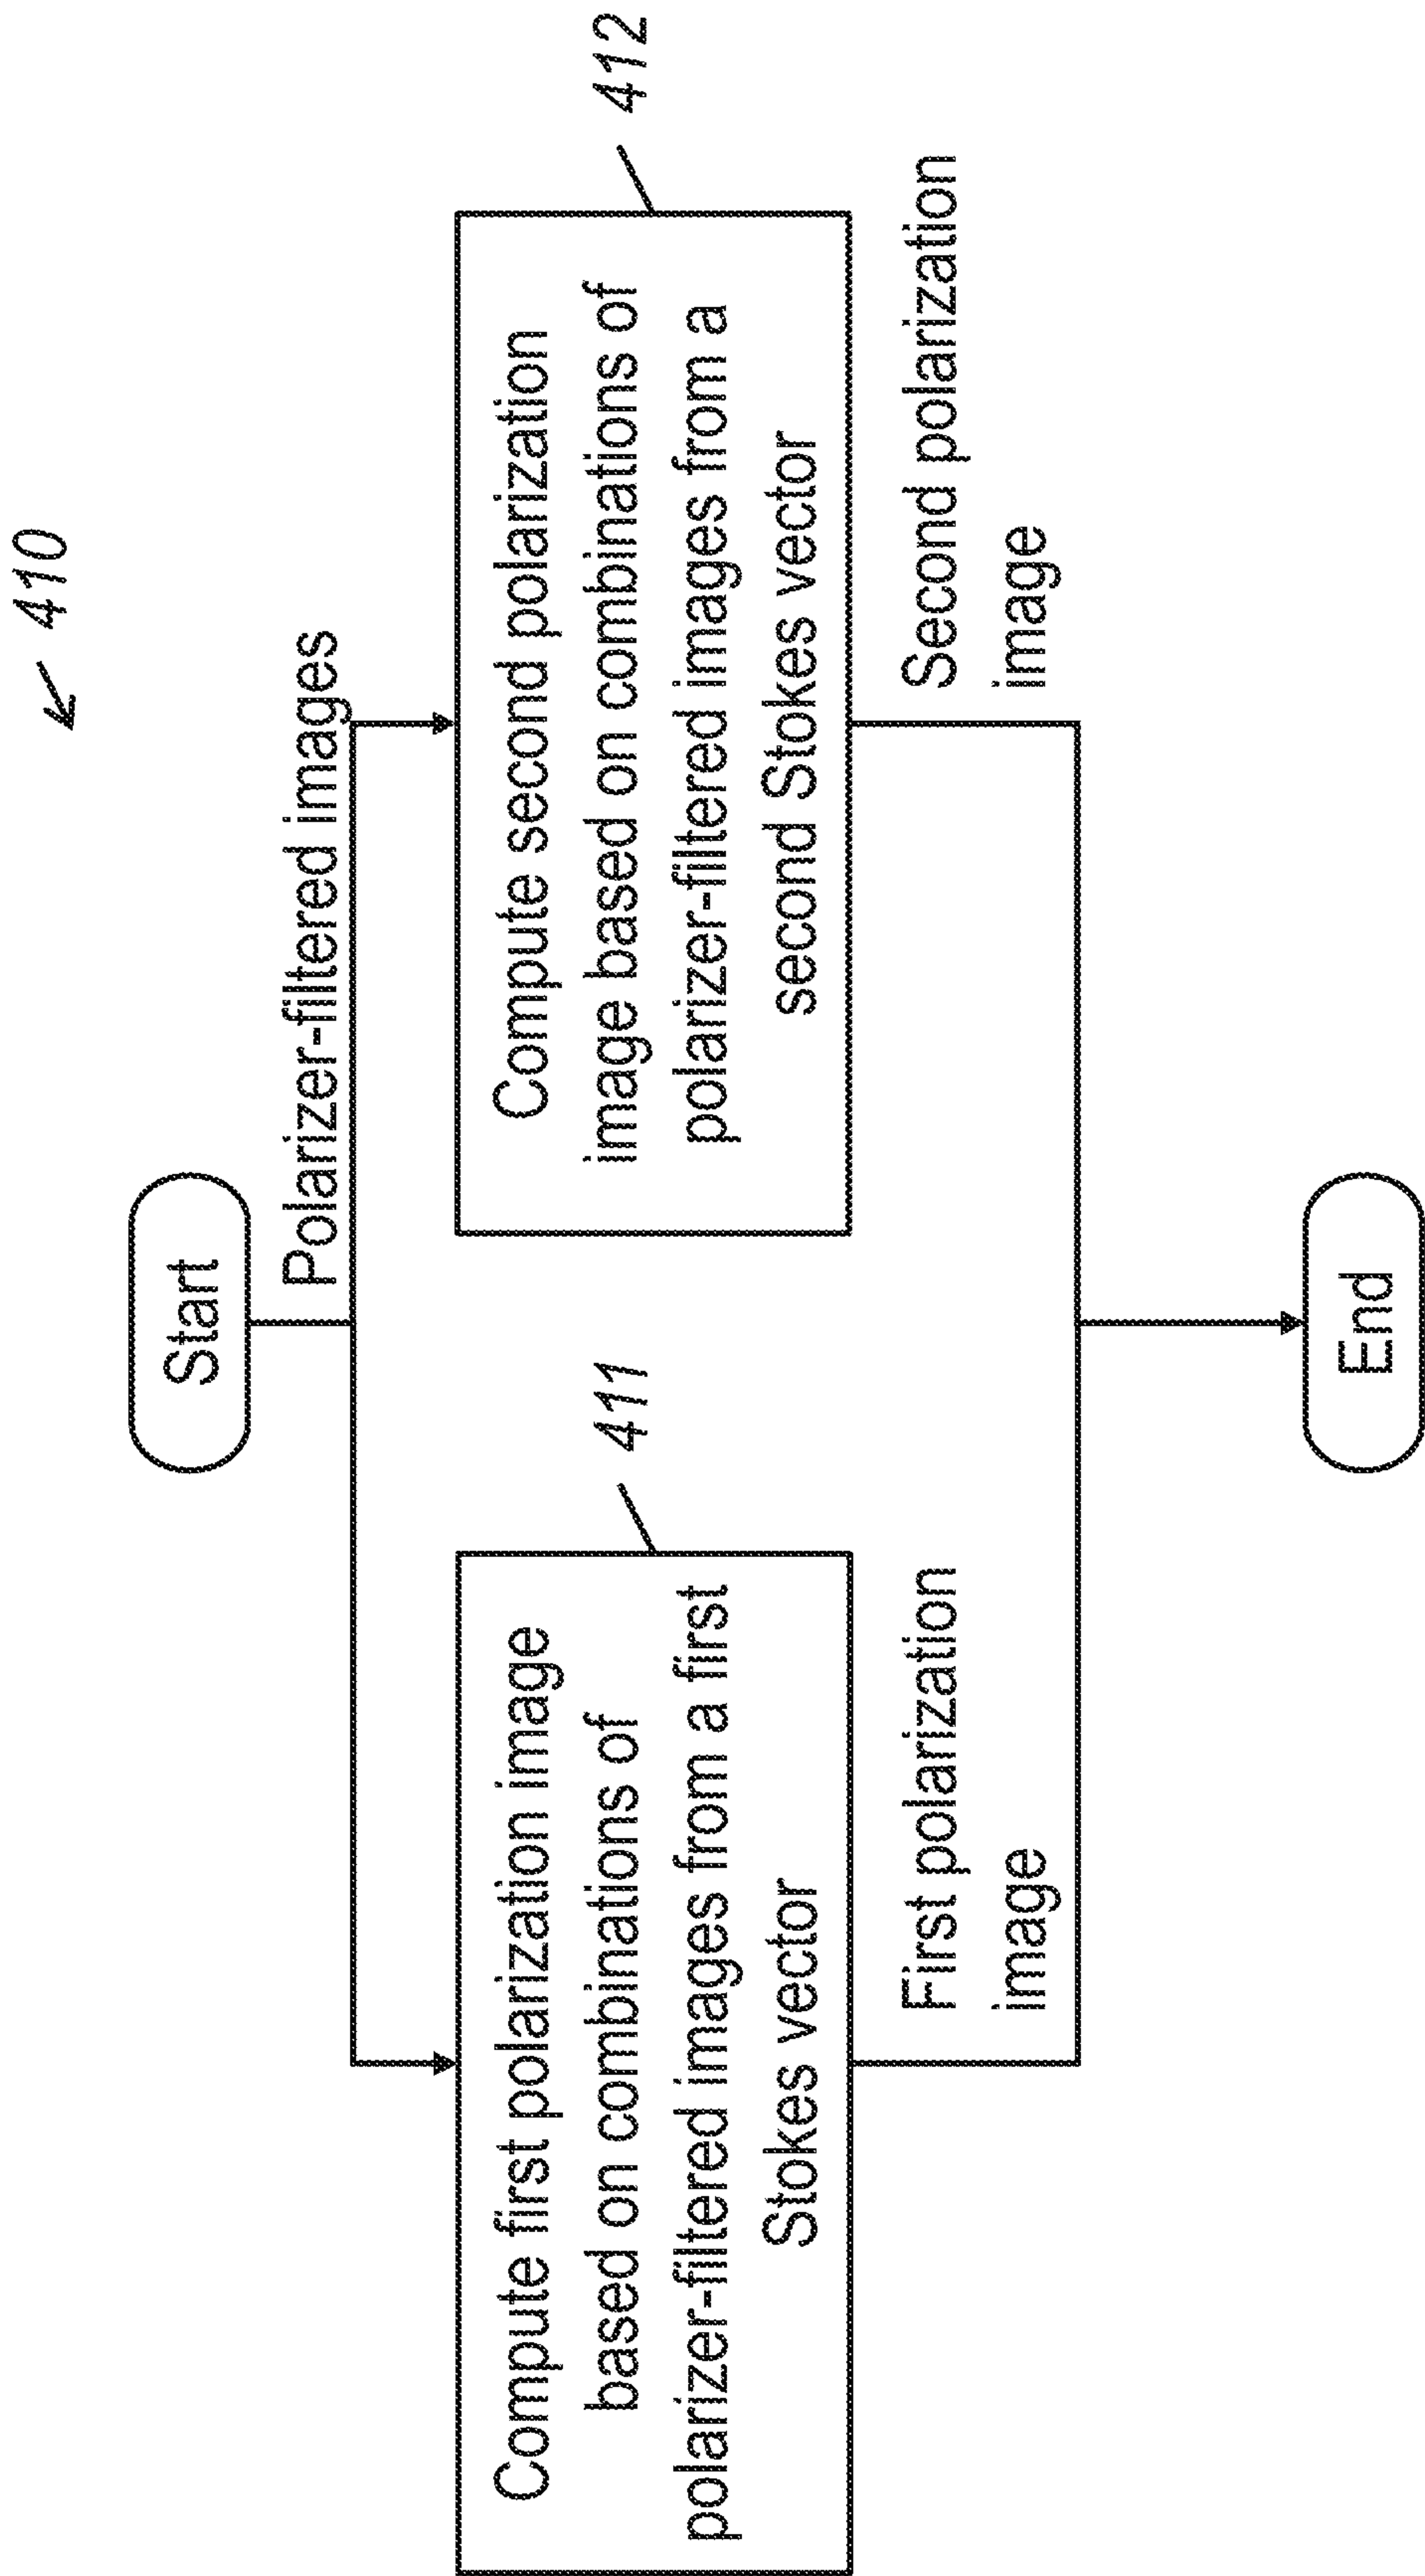 410
Start
Polarizer-filtered images
411
Compute first polarization image
based on combinations of
polarizer-filtered images from a first
Stokes vector
412
Compute second polarization
image based on combinations of
polarizer-filtered images from a
second Stokes vector
First polarization
image
Second polarization
image
End